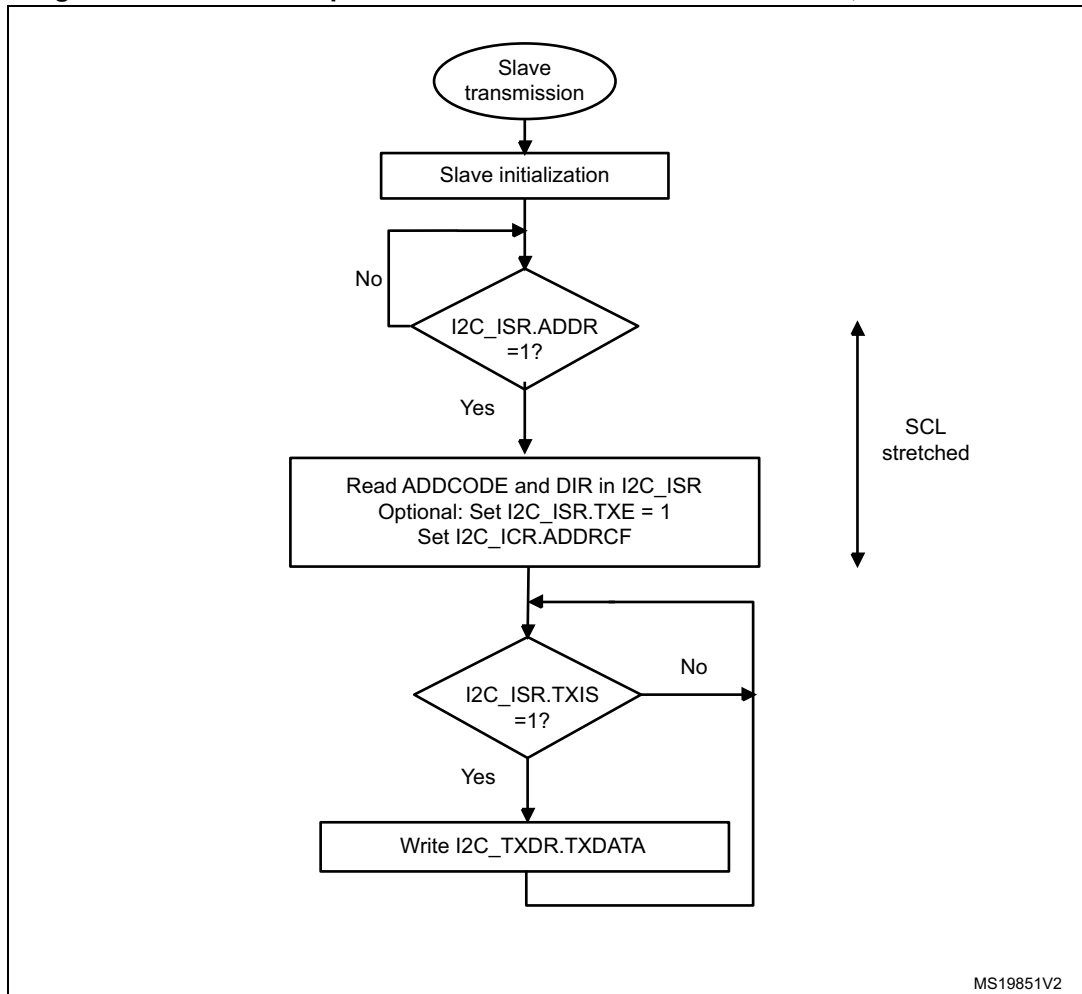 Slave
transmission
Slave initialization
No
I2C_ISR.ADDR
=1?
Yes
SCL
stretched
Read ADDCODE and DIR in I2C_ISR
Optional: Set I2C_ISR.TXE = 1
Set I2C_ICR.ADDRCF
No
I2C_ISR.TXIS
=1?
Yes
Write I2C_TXDR.TXDATA
MS19851V2